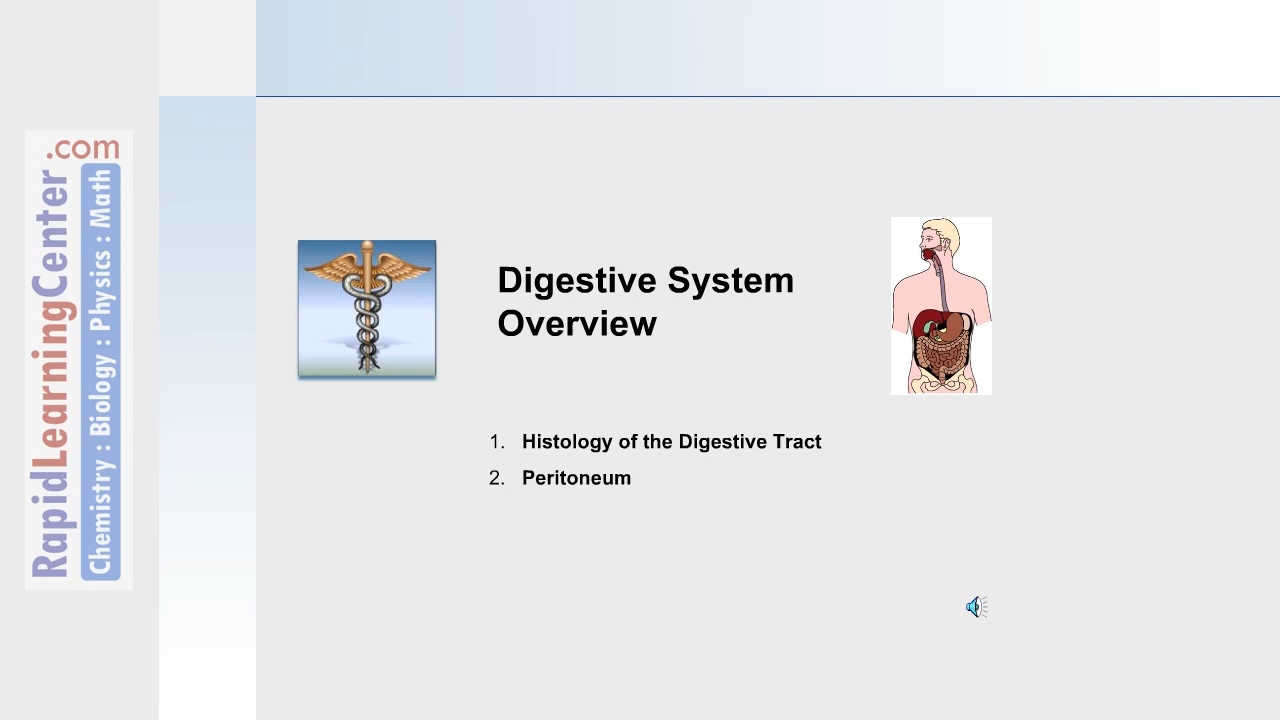 RapidLearningCenter.com
Chemistry : Biology : Physics : Math
Digestive System
Overview
1. Histology of the Digestive Tract
2. Peritoneum